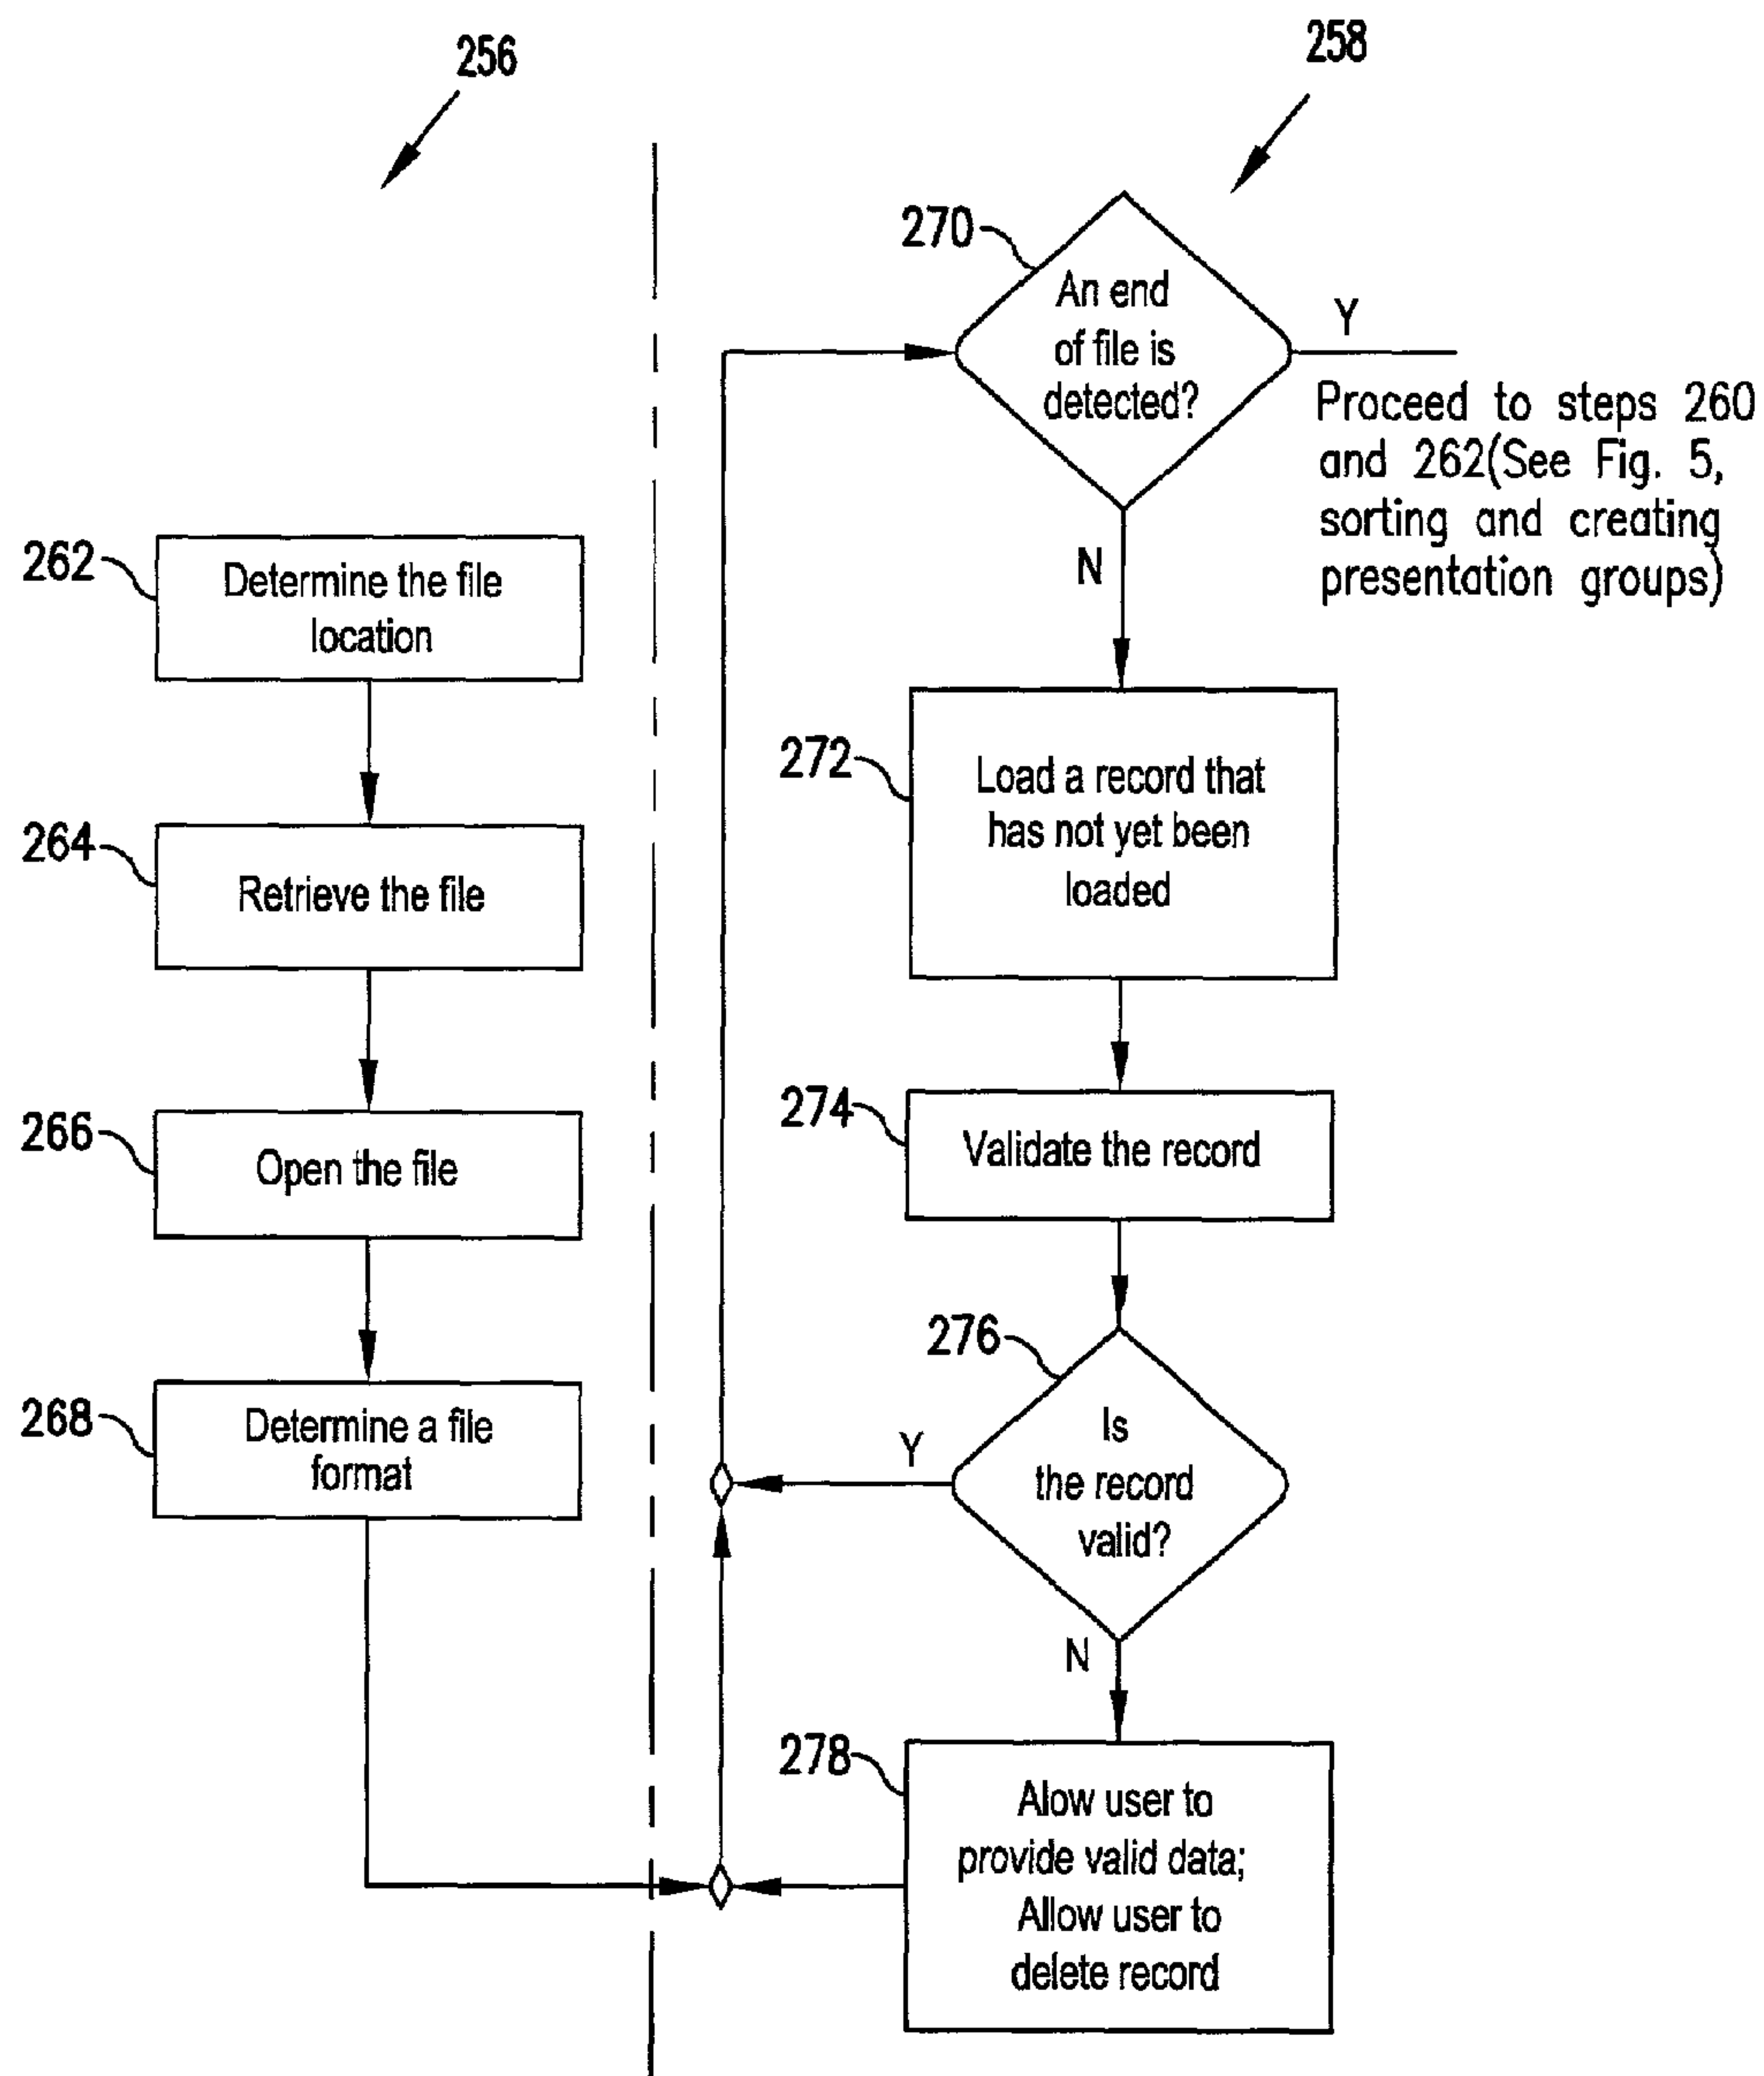 256
258
262
Determine the file
location
264
Retrieve the file
266
Open the file
268
Determine a file
format
270
An end
of file is
detected?
Y
Proceed to steps 260
and 262(See Fig. 5,
sorting and creating
presentation groups)
N
272
Load a record that
has not yet been
loaded
274
Validate the record
276
Is
the record
valid?
Y
N
278
Alow user to
provide valid data;
Allow user to
delete record